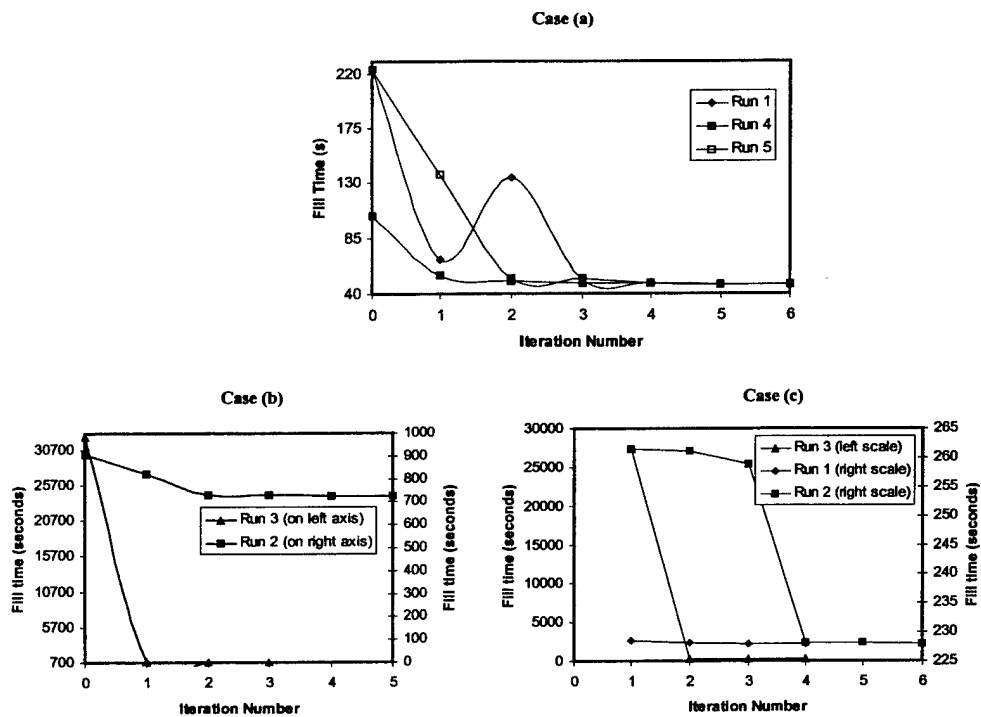 Case (a)
220
175
130
85
40
Fill Time (s)
Run 1
Run 4
Run 5
0 1 2 3 4 5 6
Iteration Number
Case (b)
30700
25700
20700
15700
10700
5700
700
Fill time (seconds)
Run 3 (on left axis)
Run 2 (on right axis)
1000
900
800
700
600
500
400
300
200
100
0
Fill time (seconds)
0 1 2 3 4 5
Iteration Number
Case (c)
30000
25000
20000
15000
10000
5000
0
Fill time (seconds)
Run 3 (left scale)
Run 1 (right scale)
Run 2 (right scale)
265
260
255
250
245
240
235
230
225
Fill time (seconds)
0 1 2 3 4 5 6
Iteration Number